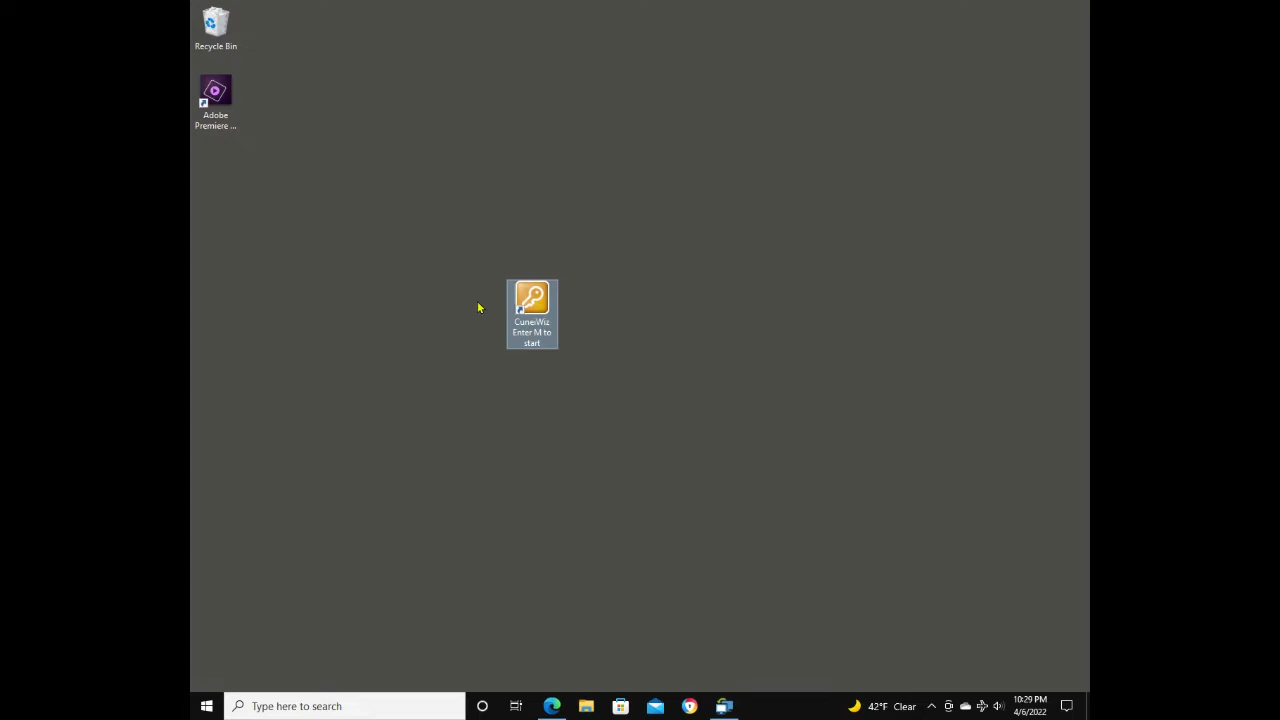 Recycle Bin
Adobe
Premiere ...
CuneiWiz
Enter M to
start
Type here to search
42°F Clear
10:29 PM
4/6/2022